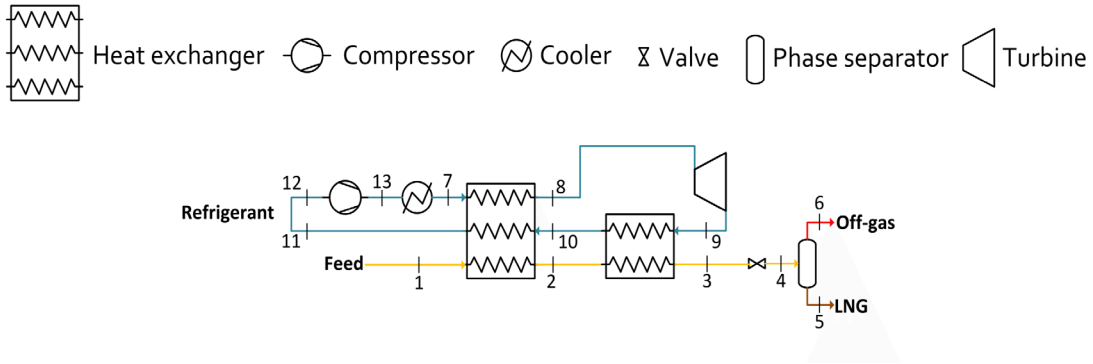 Heat exchanger Compressor Cooler Valve Phase separator Turbine
12 13 7 8
Refrigerant
6
Off-gas
11 10 9
Feed
1 2 3 4
LNG
5